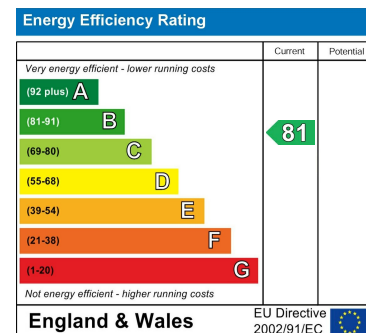 Energy Efficiency Rating
Current Potential
Very energy efficient - lower running costs
(92 plus) A
(81-91) B
81
(69-80) C
(55-68) D
(39-54) E
(21-38) F
(1-20) G
Not energy efficient - higher running costs
England & Wales
EU Directive
2002/91/EC